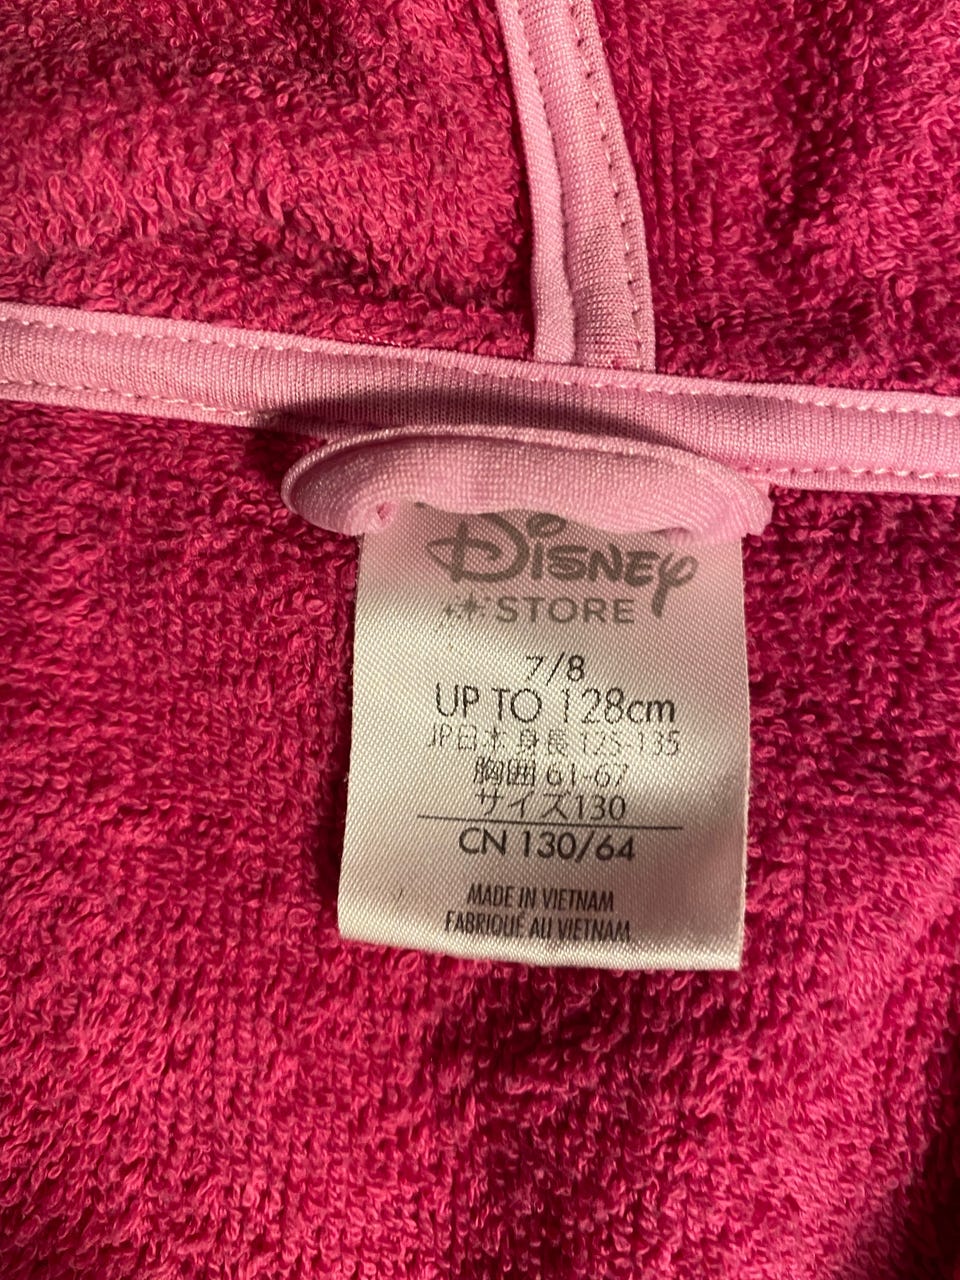 Disney
STORE
7/8
UP TO 128cm
JP日本 身長 125-135
胸囲 61-67
サイズ130
CN 130/64
MADE IN VIETNAM
FABRIQUÉ AU VIETNAM